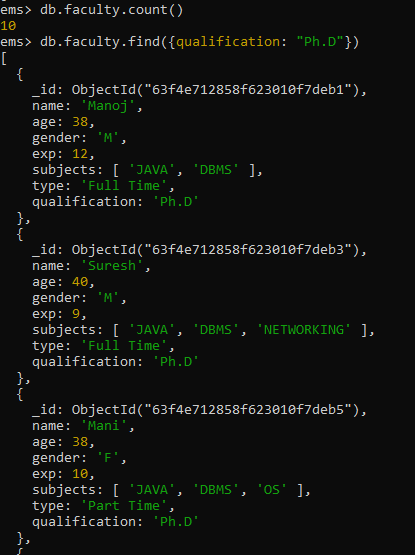 ems> db.faculty.count()
10
ems> db.faculty.find({qualification: "Ph.D"})
[
  {
    _id: ObjectId("63f4e712858f623010f7deb1"),
    name: 'Manoj',
    age: 38,
    gender: 'M',
    exp: 12,
    subjects: [ 'JAVA', 'DBMS' ],
    type: 'Full Time',
    qualification: 'Ph.D'
  },
  {
    _id: ObjectId("63f4e712858f623010f7deb3"),
    name: 'Suresh',
    age: 40,
    gender: 'M',
    exp: 9,
    subjects: [ 'JAVA', 'DBMS', 'NETWORKING' ],
    type: 'Full Time',
    qualification: 'Ph.D'
  },
  {
    _id: ObjectId("63f4e712858f623010f7deb5"),
    name: 'Mani',
    age: 38,
    gender: 'F',
    exp: 10,
    subjects: [ 'JAVA', 'DBMS', 'OS' ],
    type: 'Part Time',
    qualification: 'Ph.D'
  },
  {